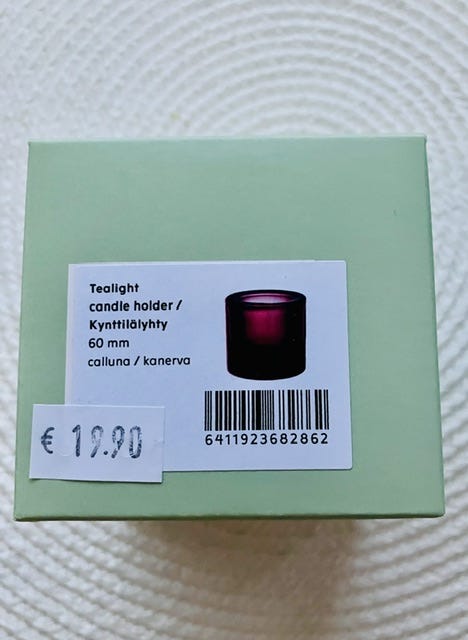 Tealight
candle holder /
Kynttilälyhty
60 mm
calluna / kanerva
6411923682862
€ 19.90